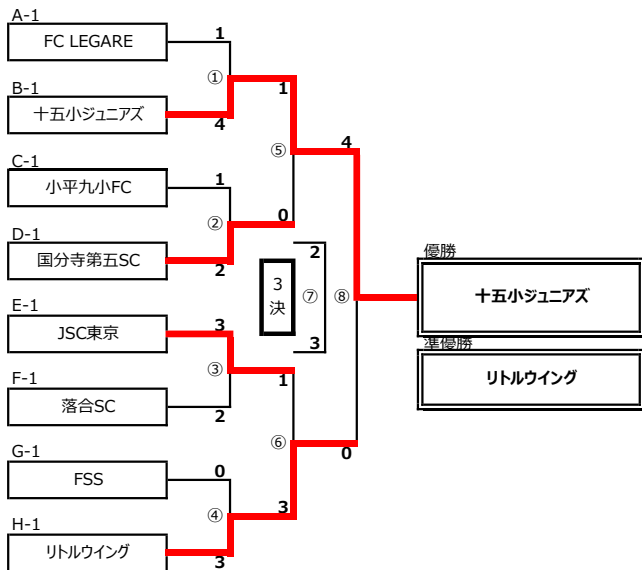 A-1
FC LEGARE
1
①
B-1
十五小ジュニアズ
4
1
⑤
4
C-1
小平九小FC
1
②
0
D-1
国分寺第五SC
2
2
3
決
⑦
⑧
3
優勝
十五小ジュニアズ
準優勝
リトルウイング
E-1
JSC東京
3
③
1
F-1
落合SC
2
⑥
0
G-1
FSS
0
④
3
H-1
リトルウイング
3